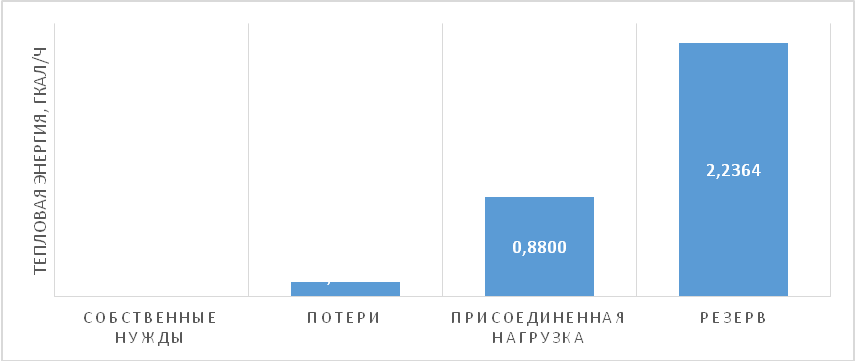 ТЕПЛОВАЯ ЭНЕРГИЯ, ГКАЛ/Ч
0,8800
2,2364
СОБСТВЕННЫЕ
НУЖДЫ
ПОТЕРИ
ПРИСОЕДИНЕННАЯ
НАГРУЗКА
РЕЗЕРВ